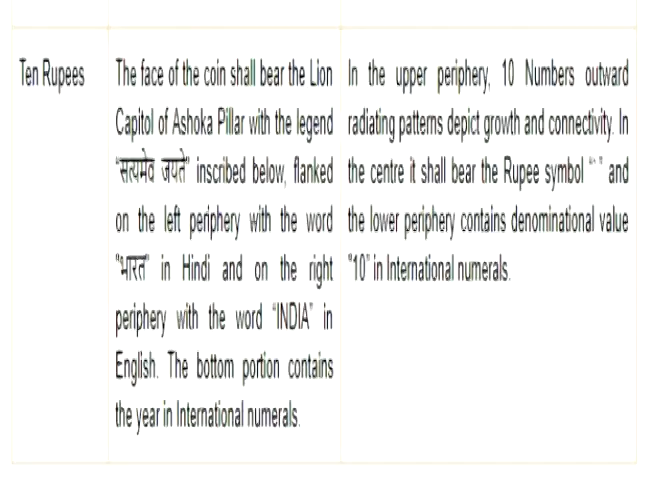 Ten Rupees
The face of the coin shall bear the Lion
Capitol of Ashoka Pillar with the legend
"सत्यमेव जयते" inscribed below, flanked
on the left periphery with the word
"भारत" in Hindi and on the right
periphery with the word "INDIA" in
English. The bottom portion contains
the year in International numerals.
In the upper periphery, 10 Numbers outward
radiating patterns depict growth and connectivity. In
the centre it shall bear the Rupee symbol "` " and
the lower periphery contains denominational value
"10" in International numerals.